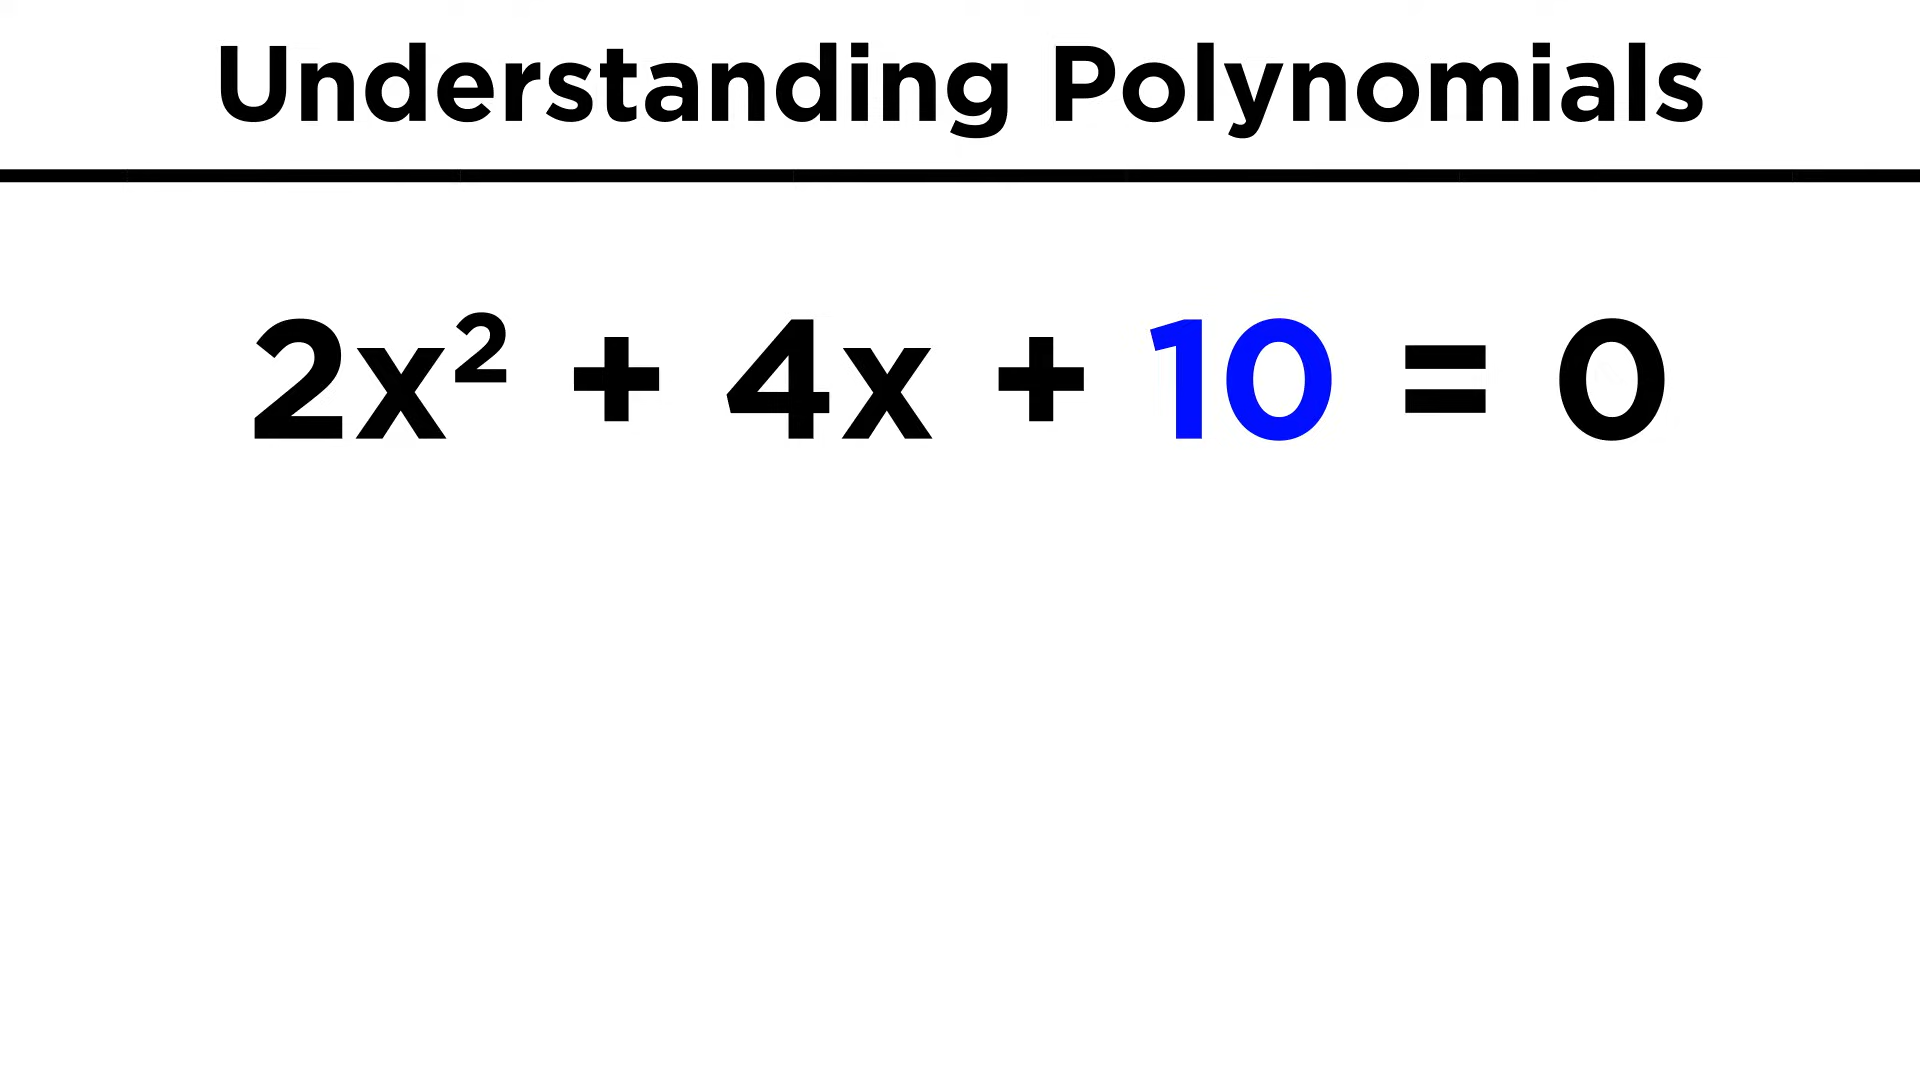 Understanding Polynomials
2x² + 4x + 10 = 0